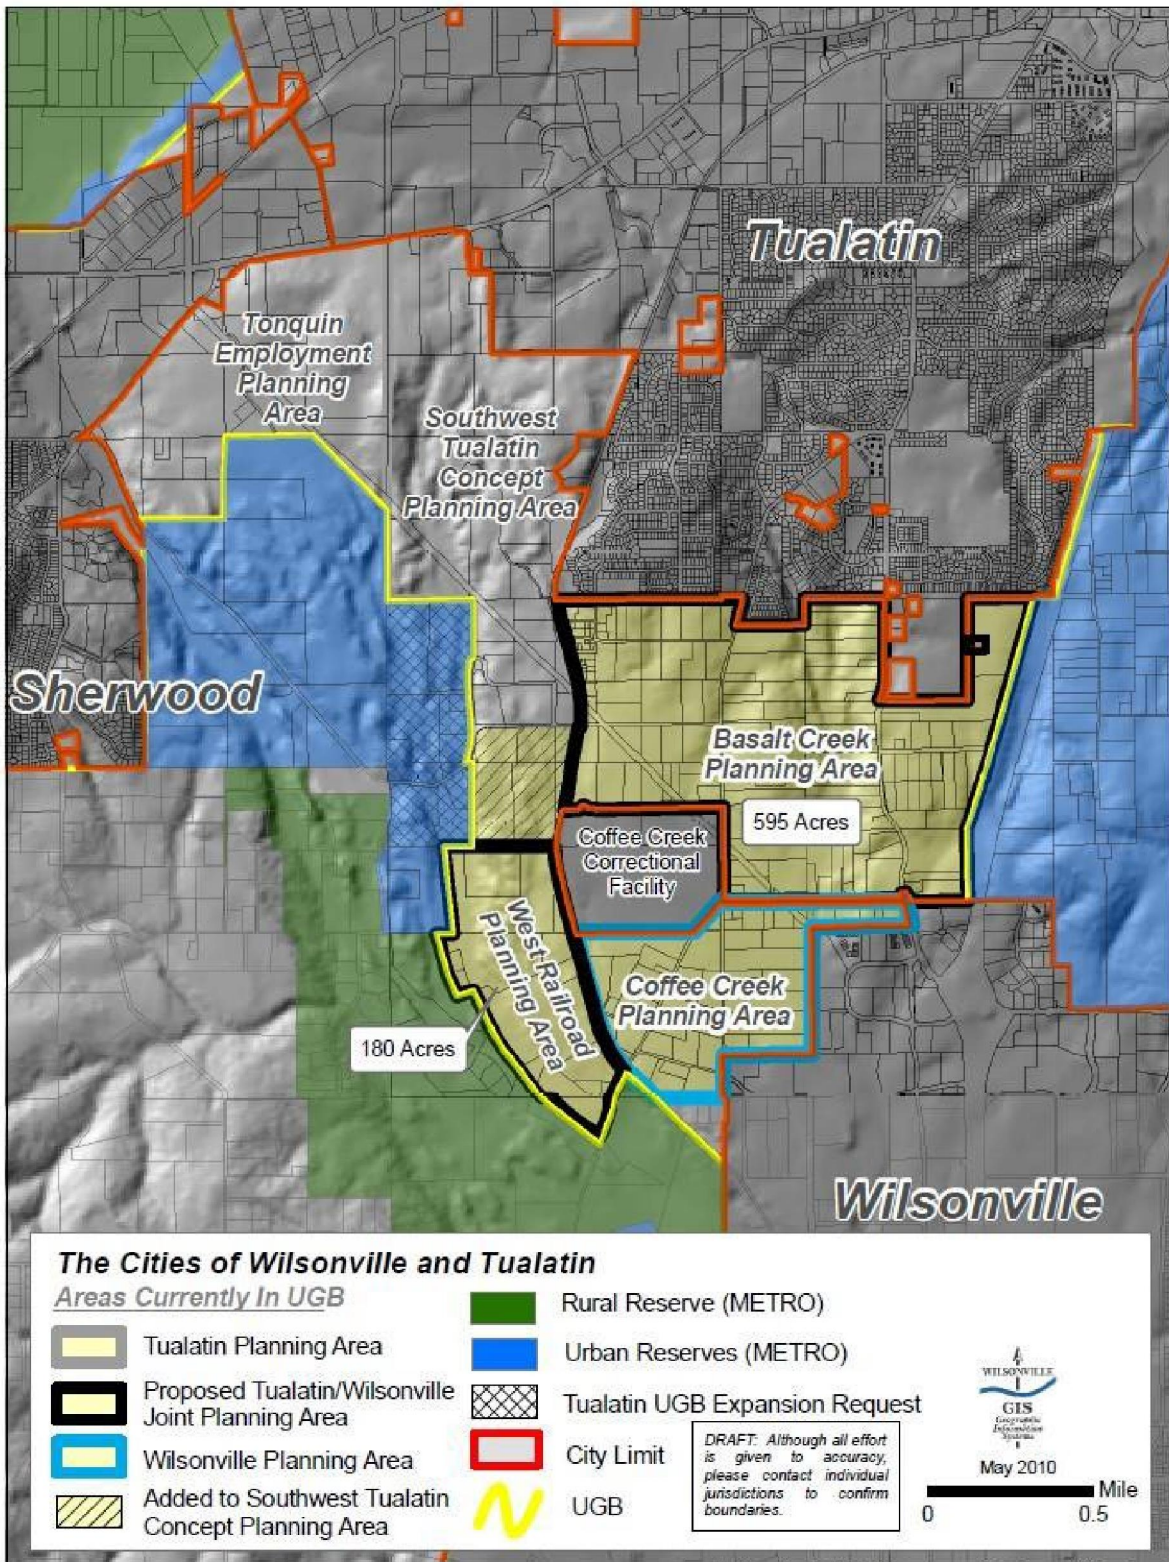 Tualatin
Tonquin
Employment
Planning
Area
Southwest
Tualatin
Concept
Planning Area
Sherwood
Basalt Creek
Planning Area
595 Acres
Coffee Creek
Correctional
Facility
West Railroad
Planning Area
Coffee Creek
Planning Area
180 Acres
Wilsonville
The Cities of Wilsonville and Tualatin
Areas Currently In UGB
Tualatin Planning Area
Proposed Tualatin/Wilsonville
Joint Planning Area
Wilsonville Planning Area
Added to Southwest Tualatin
Concept Planning Area
Rural Reserve (METRO)
Urban Reserves (METRO)
Tualatin UGB Expansion Request
City Limit
UGB
DRAFT: Although all effort
is given to accuracy,
please contact individual
jurisdictions to confirm
boundaries.
WILSONVILLE
GIS
Geographic
Information
Systems
May 2010
Mile
0 0.5